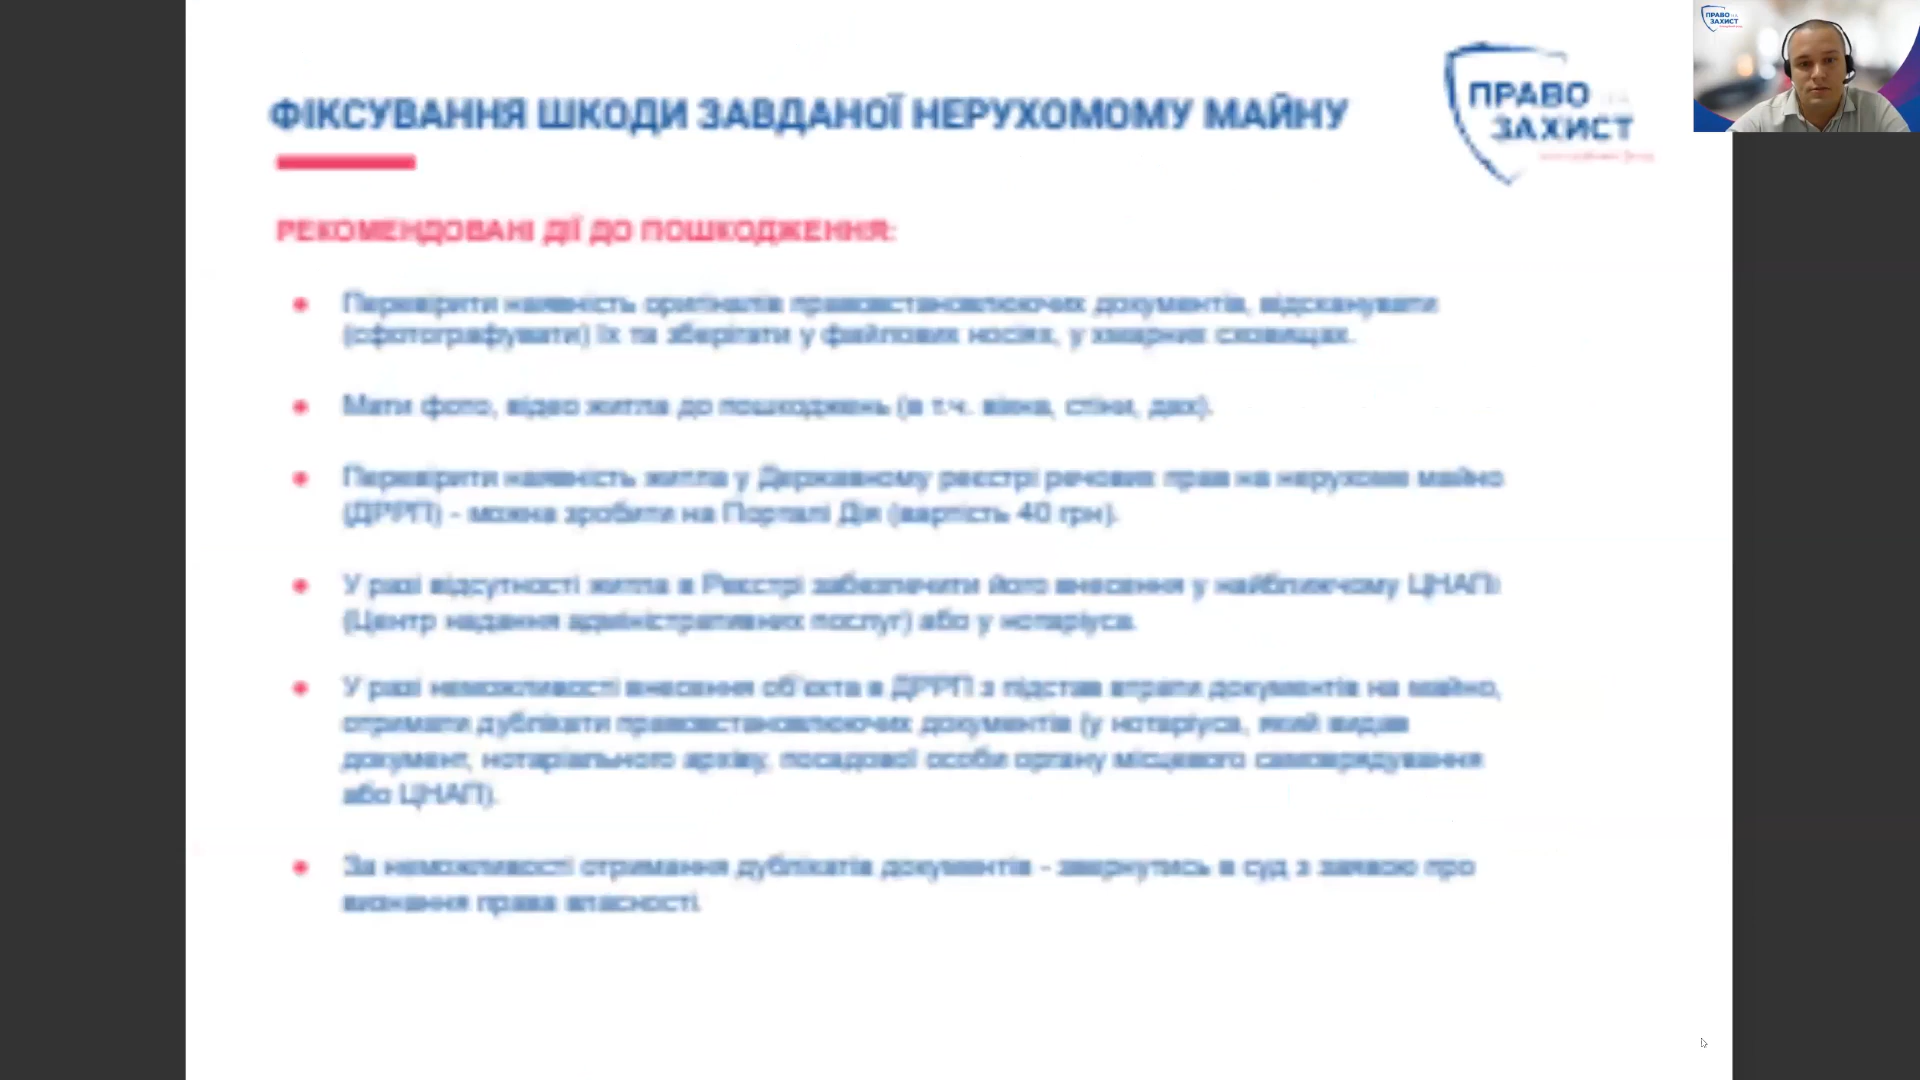 ФІКСУВАННЯ ШКОДИ ЗАВДАНОЇ НЕРУХОМОМУ МАЙНУ
ПРАВО НА
ЗАХИСТ
РЕКОМЕНДОВАНІ ДІЇ ДО ПОШКОДЖЕННЯ:
Перевірити наявність оригіналів правовстановлюючих документів, відсканувати
(сфотографувати) їх та зберігати у файлових носіях, у хмарних сховищах.
Мати фото, відео житла до пошкоджень (в т.ч. вікна, стіни, дах).
Перевірити наявність житла у Державному реєстрі речових прав на нерухоме майно
(ДРРП) - можна зробити на Порталі Дія (вартість 40 грн).
У разі відсутності житла в Реєстрі забезпечити його внесення у найближчому ЦНАПі
(Центр надання адміністративних послуг) або у нотаріуса.
У разі неможливості внесення об'єкта в ДРРП з підстав втрати документів на майно,
отримати дублікати правовстановлюючих документів (у нотаріуса, який видав
документ, нотаріального архіву, посадової особи органу місцевого самоврядування
або ЦНАП).
За неможливості отримання дублікатів документів - звернутись в суд з заявою про
визнання права власності.
ПРАВО НА
ЗАХИСТ